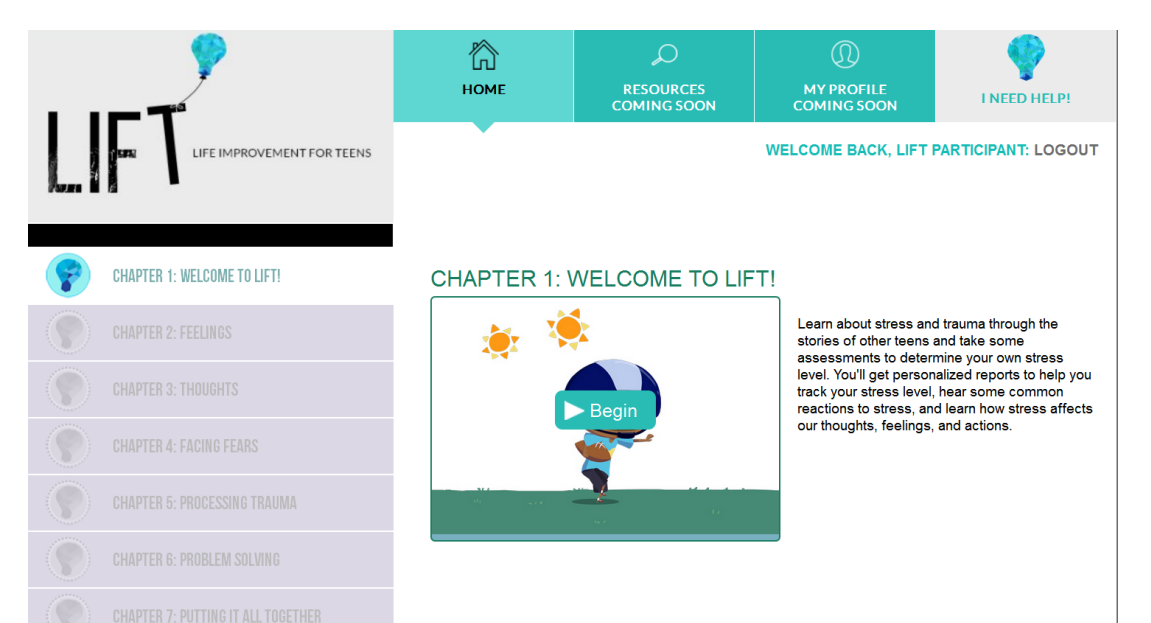 LIFT
LIFE IMPROVEMENT FOR TEENS
HOME
RESOURCES
COMING SOON
MY PROFILE
COMING SOON
I NEED HELP!
WELCOME BACK, LIFT PARTICIPANT: LOGOUT
CHAPTER 1: WELCOME TO LIFT!
CHAPTER 2: FEELINGS
CHAPTER 3: THOUGHTS
CHAPTER 4: FACING FEARS
CHAPTER 5: PROCESSING TRAUMA
CHAPTER 6: PROBLEM SOLVING
CHAPTER 7: PUTTING IT ALL TOGETHER
CHAPTER 1: WELCOME TO LIFT!
Begin
Learn about stress and trauma through the
stories of other teens and take some
assessments to determine your own stress
level. You'll get personalized reports to help you
track your stress level, hear some common
reactions to stress, and learn how stress affects
our thoughts, feelings, and actions.